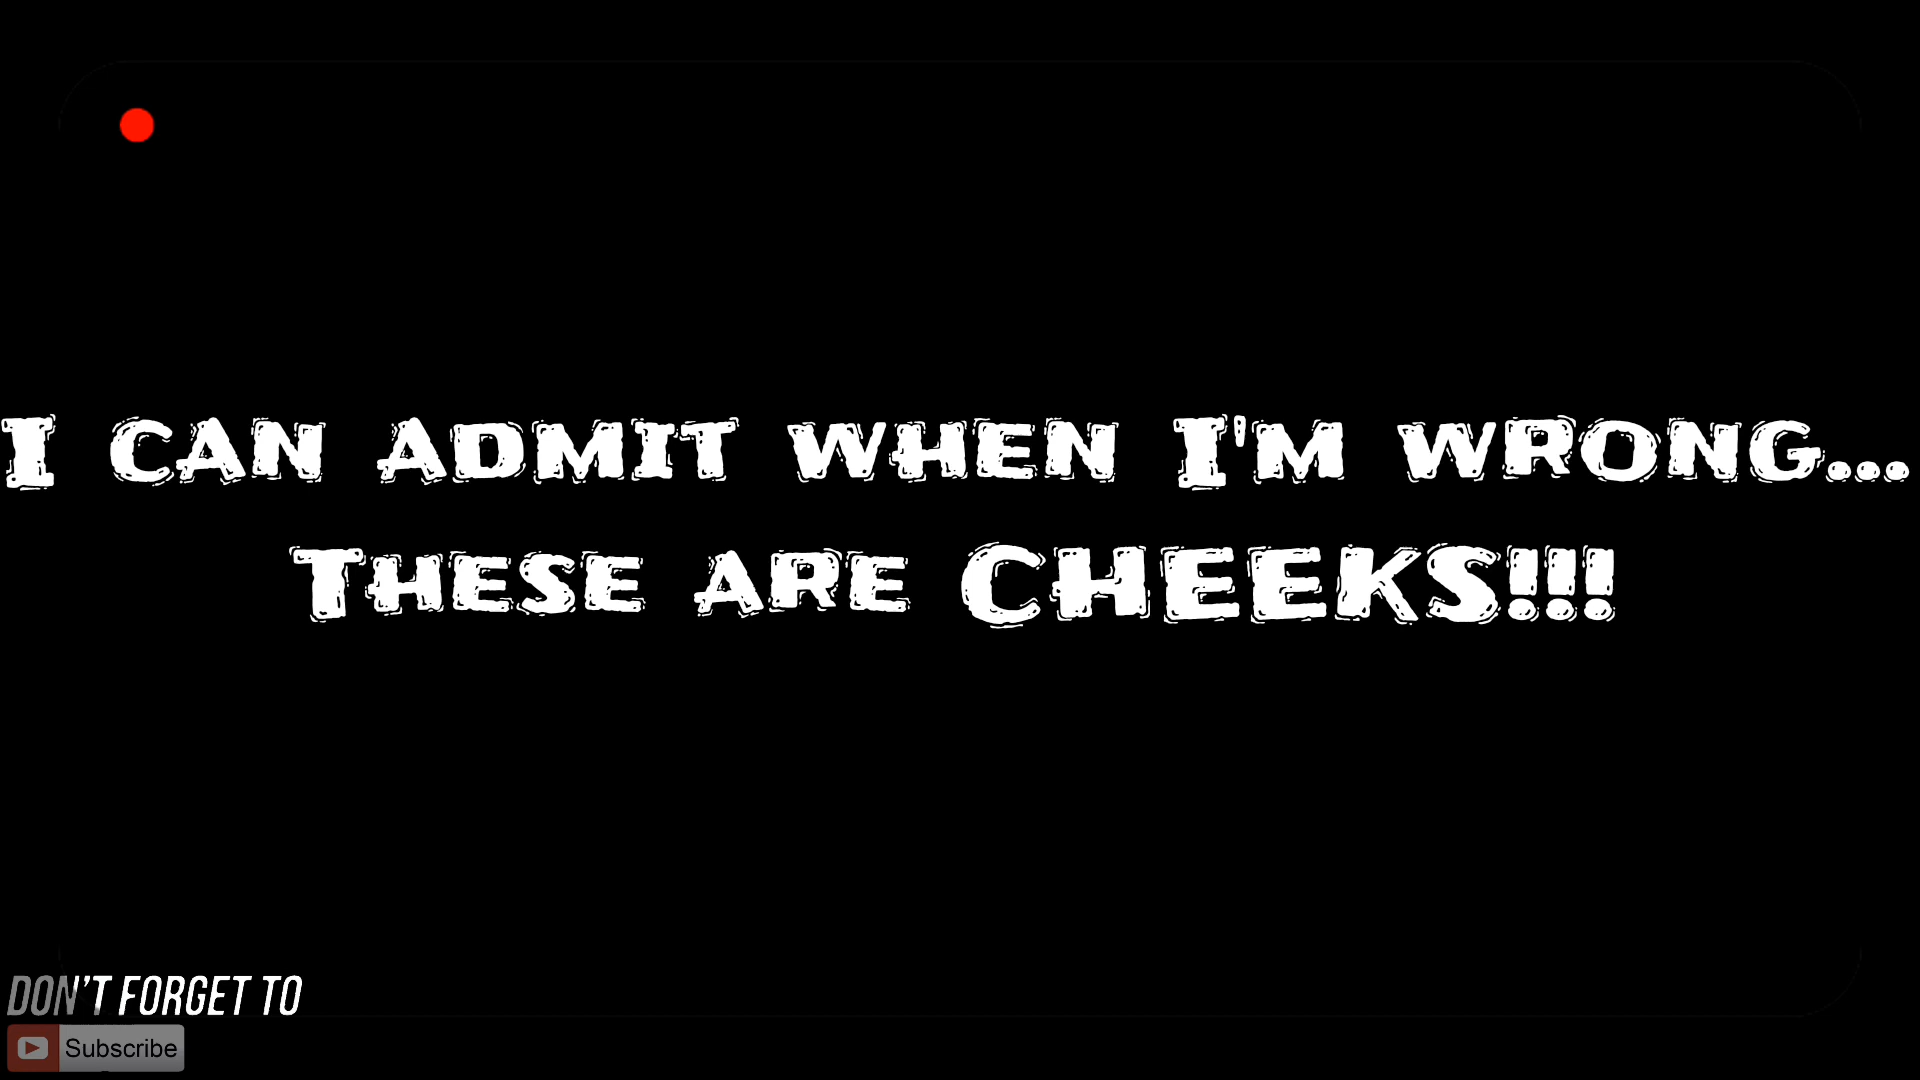 I can admit when I'm wrong...
These are CHEEKS!!!
DON'T FORGET TO
Subscribe